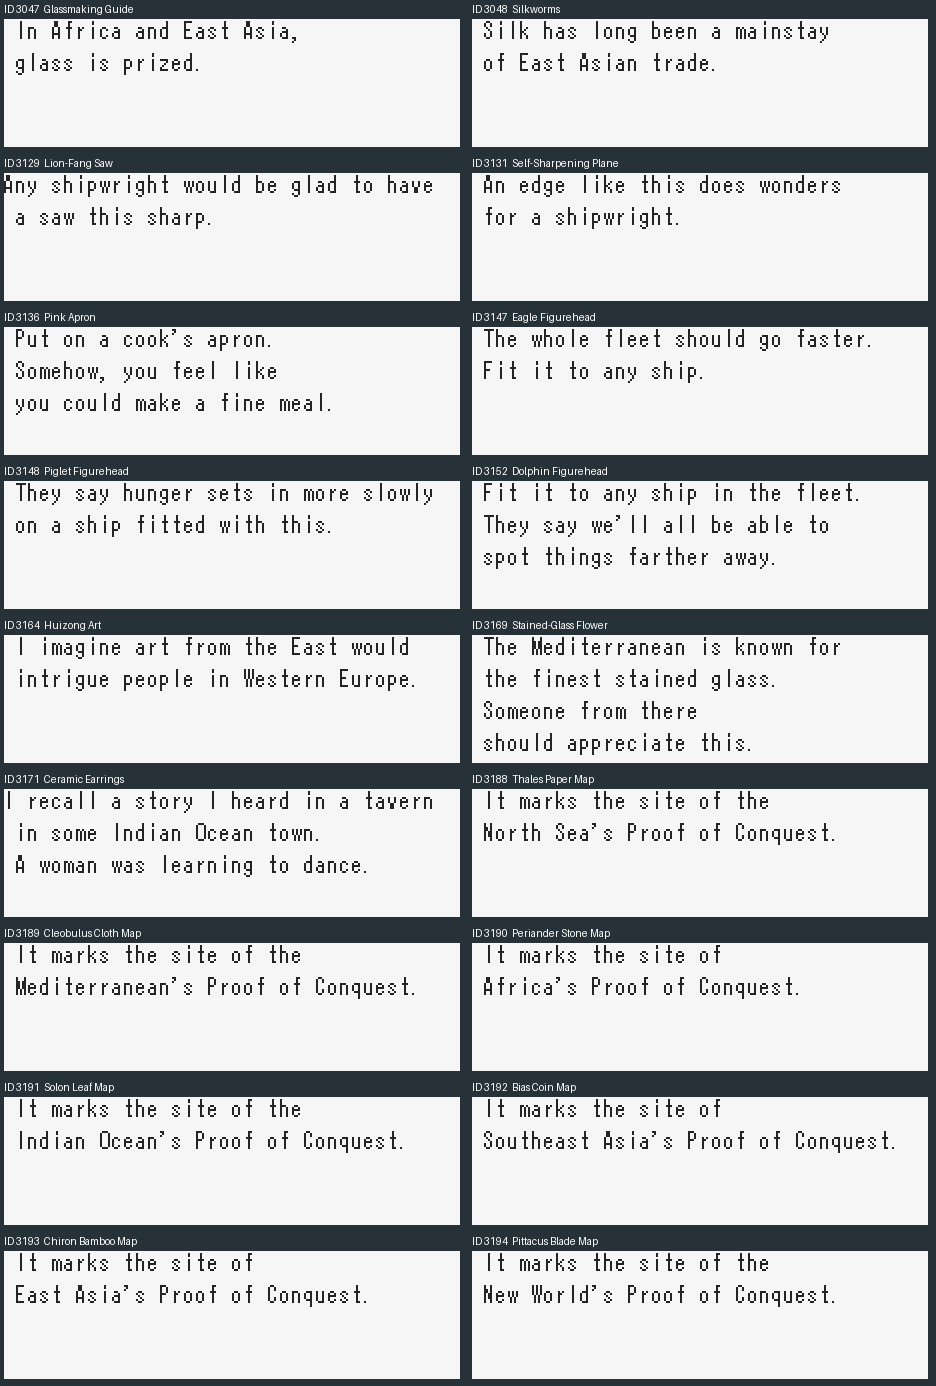 ID3047 Glassmaking Guide
In Africa and East Asia,
glass is prized.
ID3048 Silkworms
Silk has long been a mainstay
of East Asian trade.
ID3129 Lion-Fang Saw
Any shipwright would be glad to have
a saw this sharp.
ID3131 Self-Sharpening Plane
An edge like this does wonders
for a shipwright.
ID3136 Pink Apron
Put on a cook's apron.
Somehow, you feel like
you could make a fine meal.
ID3147 Eagle Figurehead
The whole fleet should go faster.
Fit it to any ship.
ID3148 Piglet Figurehead
They say hunger sets in more slowly
on a ship fitted with this.
ID3152 Dolphin Figurehead
Fit it to any ship in the fleet.
They say we'll all be able to
spot things farther away.
ID3164 Huizong Art
I imagine art from the East would
intrigue people in Western Europe.
ID3169 Stained-Glass Flower
The Mediterranean is known for
the finest stained glass.
Someone from there
should appreciate this.
ID3171 Ceramic Earrings
I recall a story I heard in a tavern
in some Indian Ocean town.
A woman was learning to dance.
ID3188 Thales Paper Map
It marks the site of the
North Sea's Proof of Conquest.
ID3189 Cleobulus Cloth Map
It marks the site of the
Mediterranean's Proof of Conquest.
ID3190 Periander Stone Map
It marks the site of
Africa's Proof of Conquest.
ID3191 Solon Leaf Map
It marks the site of the
Indian Ocean's Proof of Conquest.
ID3192 Bias Coin Map
It marks the site of
Southeast Asia's Proof of Conquest.
ID3193 Chiron Bamboo Map
It marks the site of
East Asia's Proof of Conquest.
ID3194 Pittacus Blade Map
It marks the site of the
New World's Proof of Conquest.